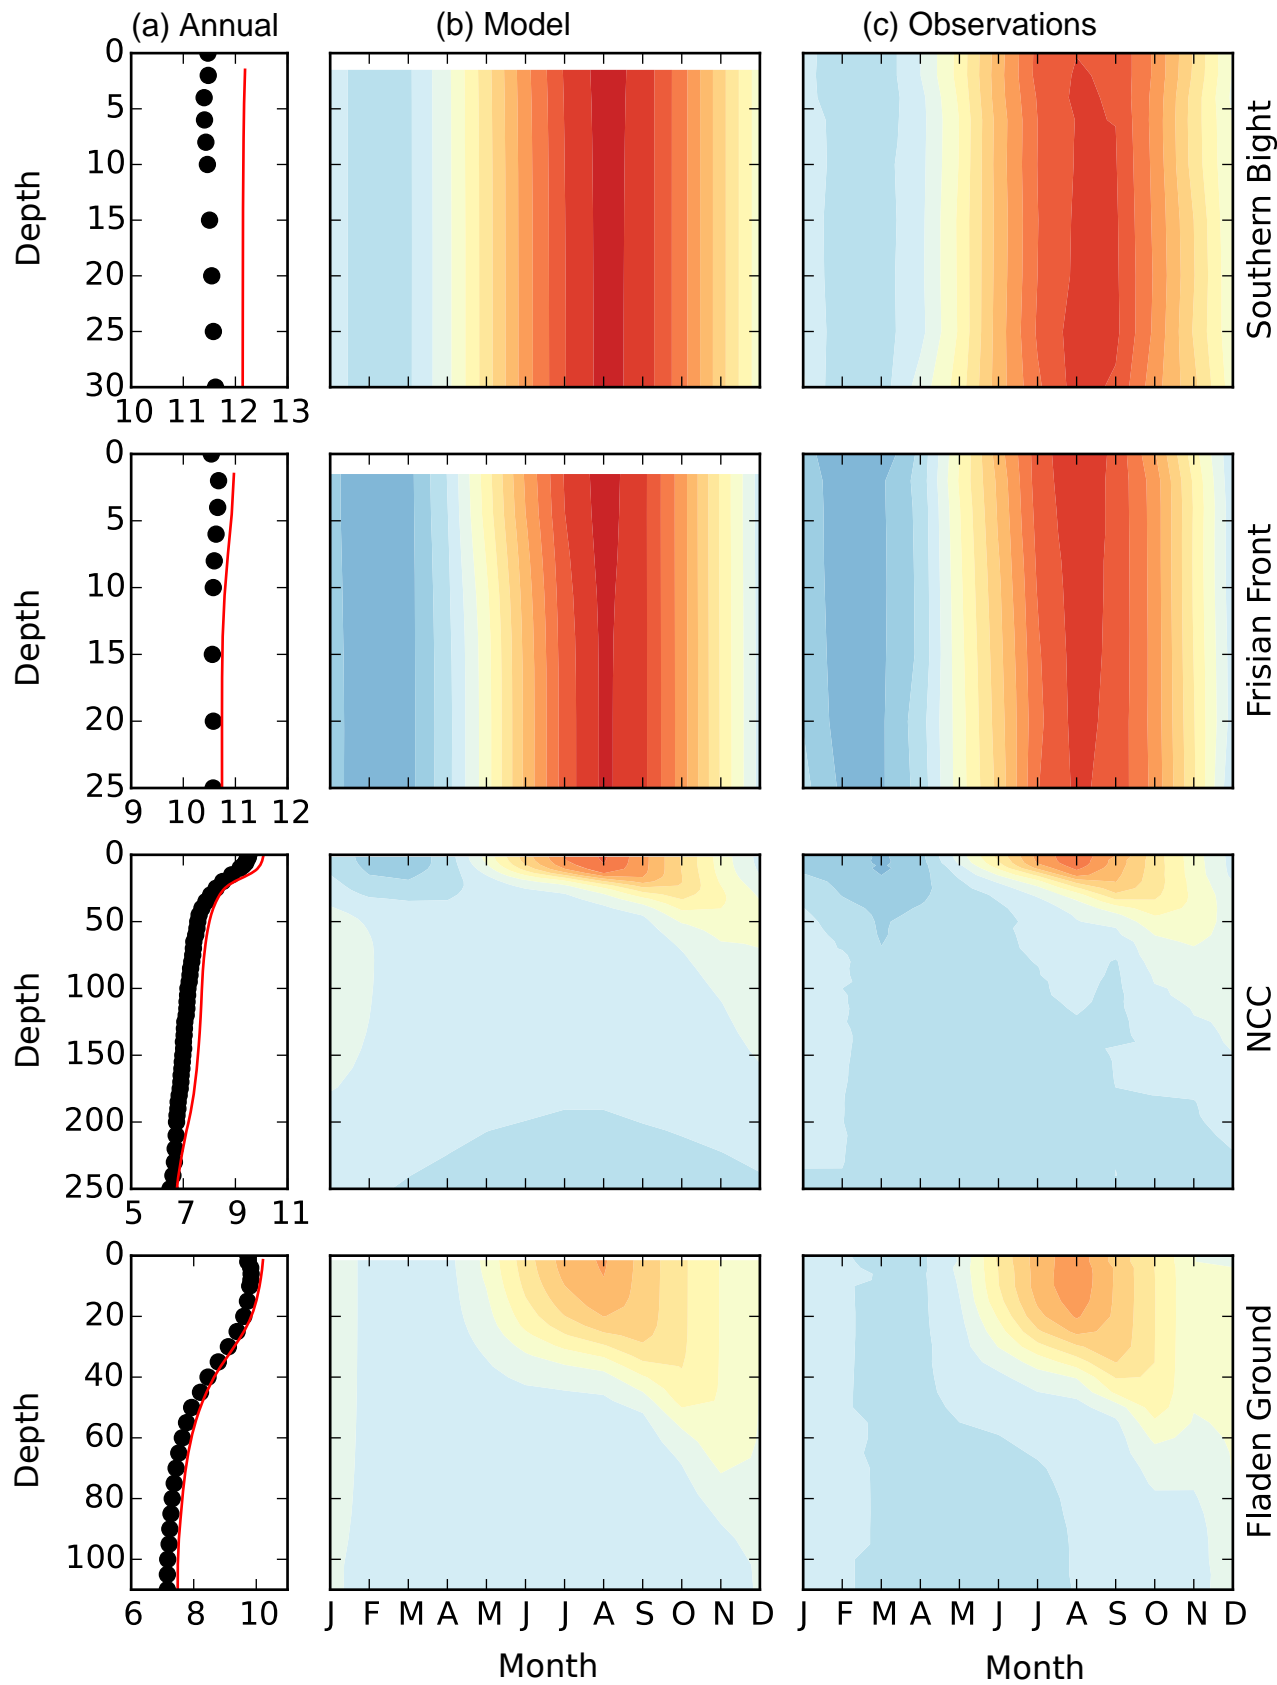 (a) Annual (b) Model (c) Observations
0
5
10
15
20
25
30
Depth
10 11 12 13
Southern Bight
0
5
10
15
20
25
Depth
9 10 11 12
Frisian Front
0
50
100
150
200
250
Depth
5 7 9 11
NCC
0
20
40
60
80
100
Depth
6 8 10
Fladen Ground
J F M A M J J A S O N D
J F M A M J J A S O N D
Month
Month